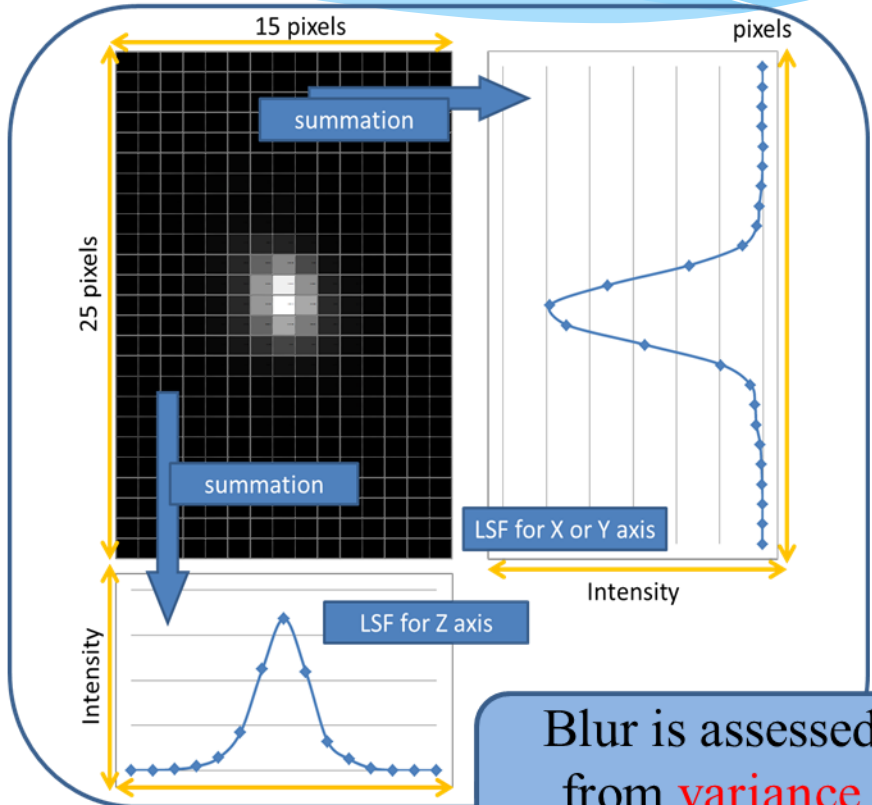 15 pixels
pixels
summation
25 pixels
summation
LSF for X or Y axis
Intensity
LSF for Z axis
Intensity
Blur is assessed
from variance